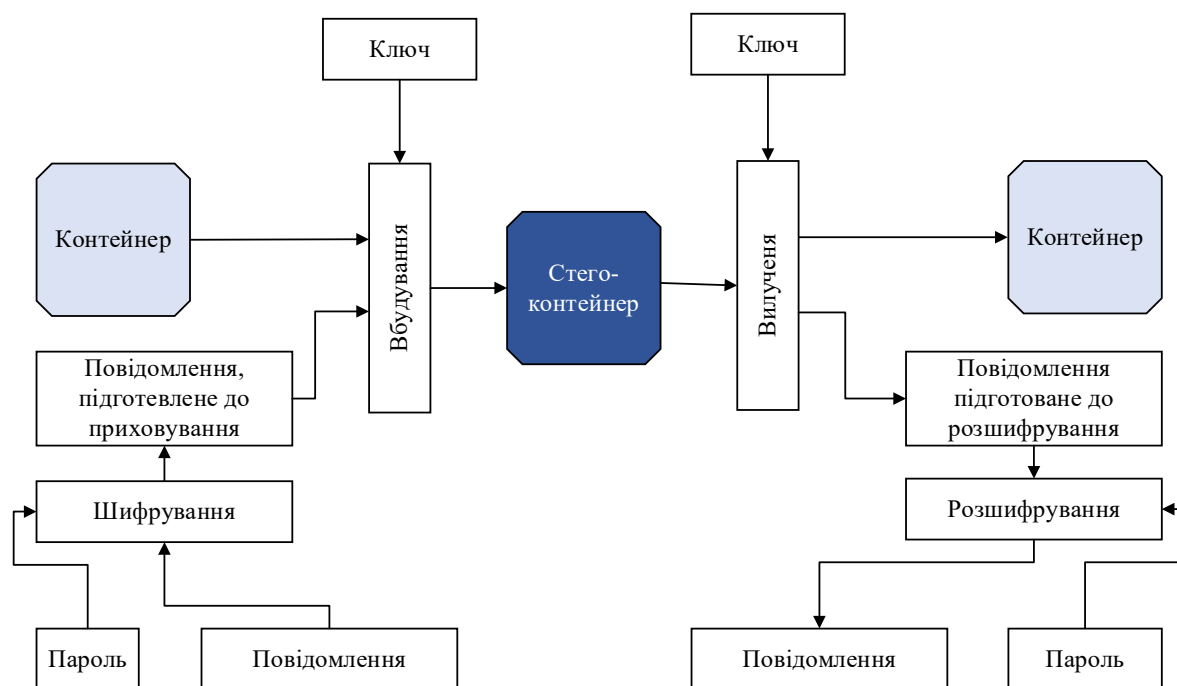 Ключ
Ключ
Контейнер
Вбудування
Стего-
контейнер
Вилученя
Контейнер
Повідомлення,
підготевлене до
приховування
Повідомлення
підготоване до
розшифрування
Шифрування
Розшифрування
Пароль
Повідомлення
Повідомлення
Пароль